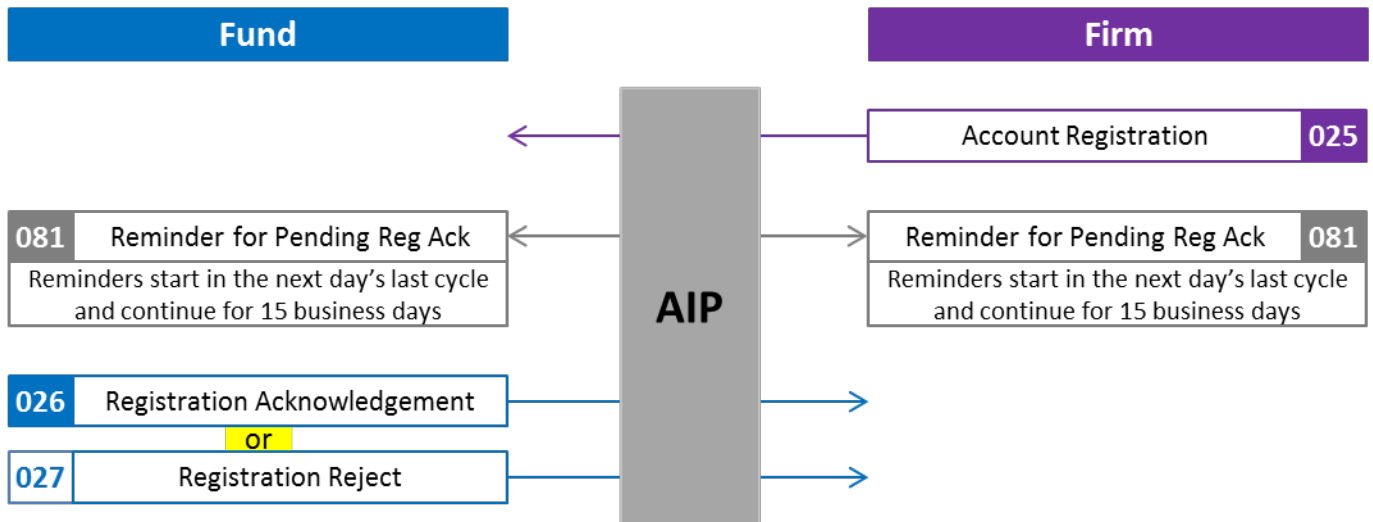 Fund
Firm
Account Registration 025
081 Reminder for Pending Reg Ack
Reminders start in the next day's last cycle
and continue for 15 business days
AIP
Reminder for Pending Reg Ack 081
Reminders start in the next day's last cycle
and continue for 15 business days
026 Registration Acknowledgement
or
027 Registration Reject